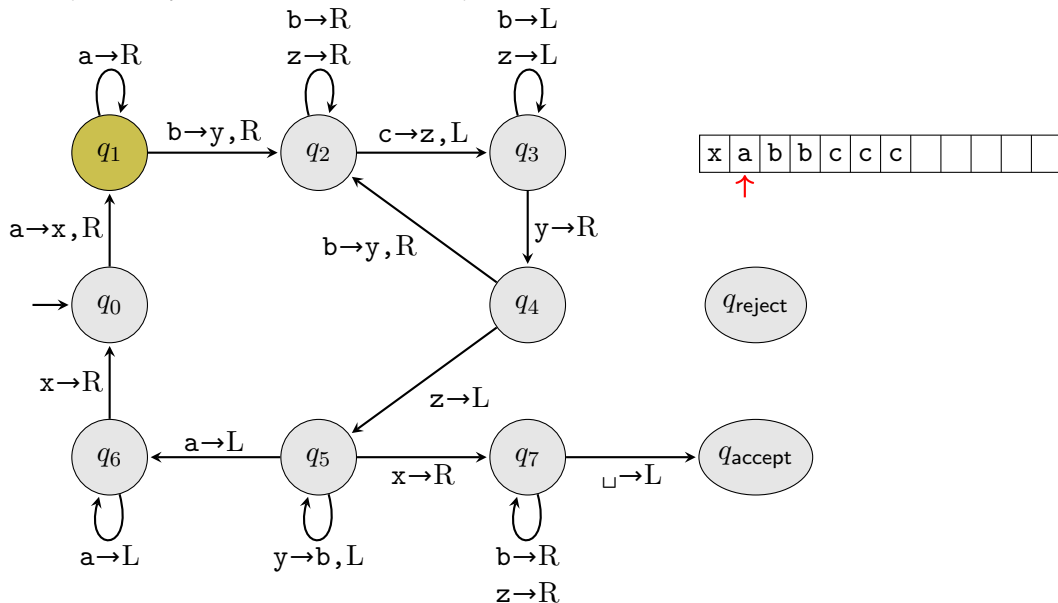 b→R
z→R
b→L
z→L
a→R
q1
b→y,R
q2
c→z,L
q3
x a b b c c c
a→x,R
b→y,R
y→R
q0
q4
qreject
x→R
z→L
q6
a→L
q5
x→R
q7
␣→L
qaccept
a→L
y→b,L
b→R
z→R